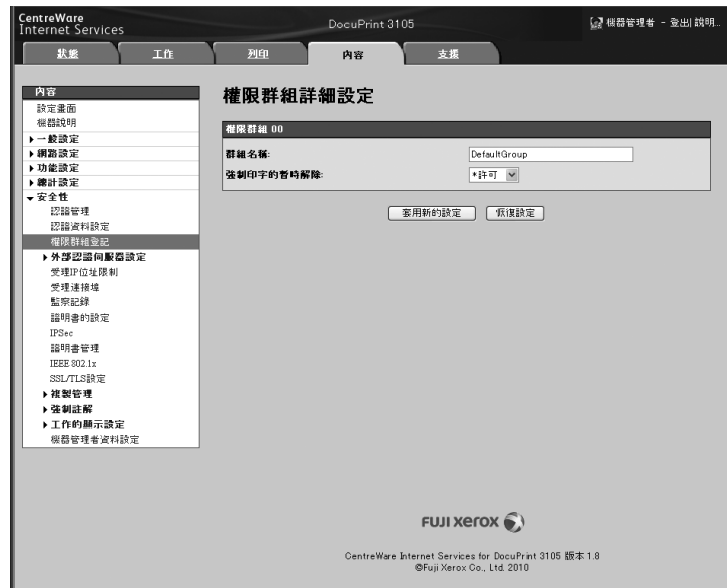 CentreWare
Internet Services
DocuPrint 3105
機器管理者 - 登出| 說明...
狀態
工作
列印
內容
支援
內容
設定畫面
機器說明
一般設定
網路設定
功能設定
總計設定
安全性
認證管理
認證資料設定
權限群組登記
外部認證伺服器設定
受理IP位址限制
受理連接埠
監察記錄
證明書的設定
IPSec
證明書管理
IEEE 802.1x
SSL/TLS設定
複製管理
強制註解
工作的顯示設定
機器管理者資料設定
權限群組詳細設定
權限群組 00
群組名稱: DefaultGroup
強制印字的暫時解除: *許可
套用新的設定 恢復設定
FUJI xerox
CentreWare Internet Services for DocuPrint 3105 版本 1.8
©Fuji Xerox Co., Ltd. 2010